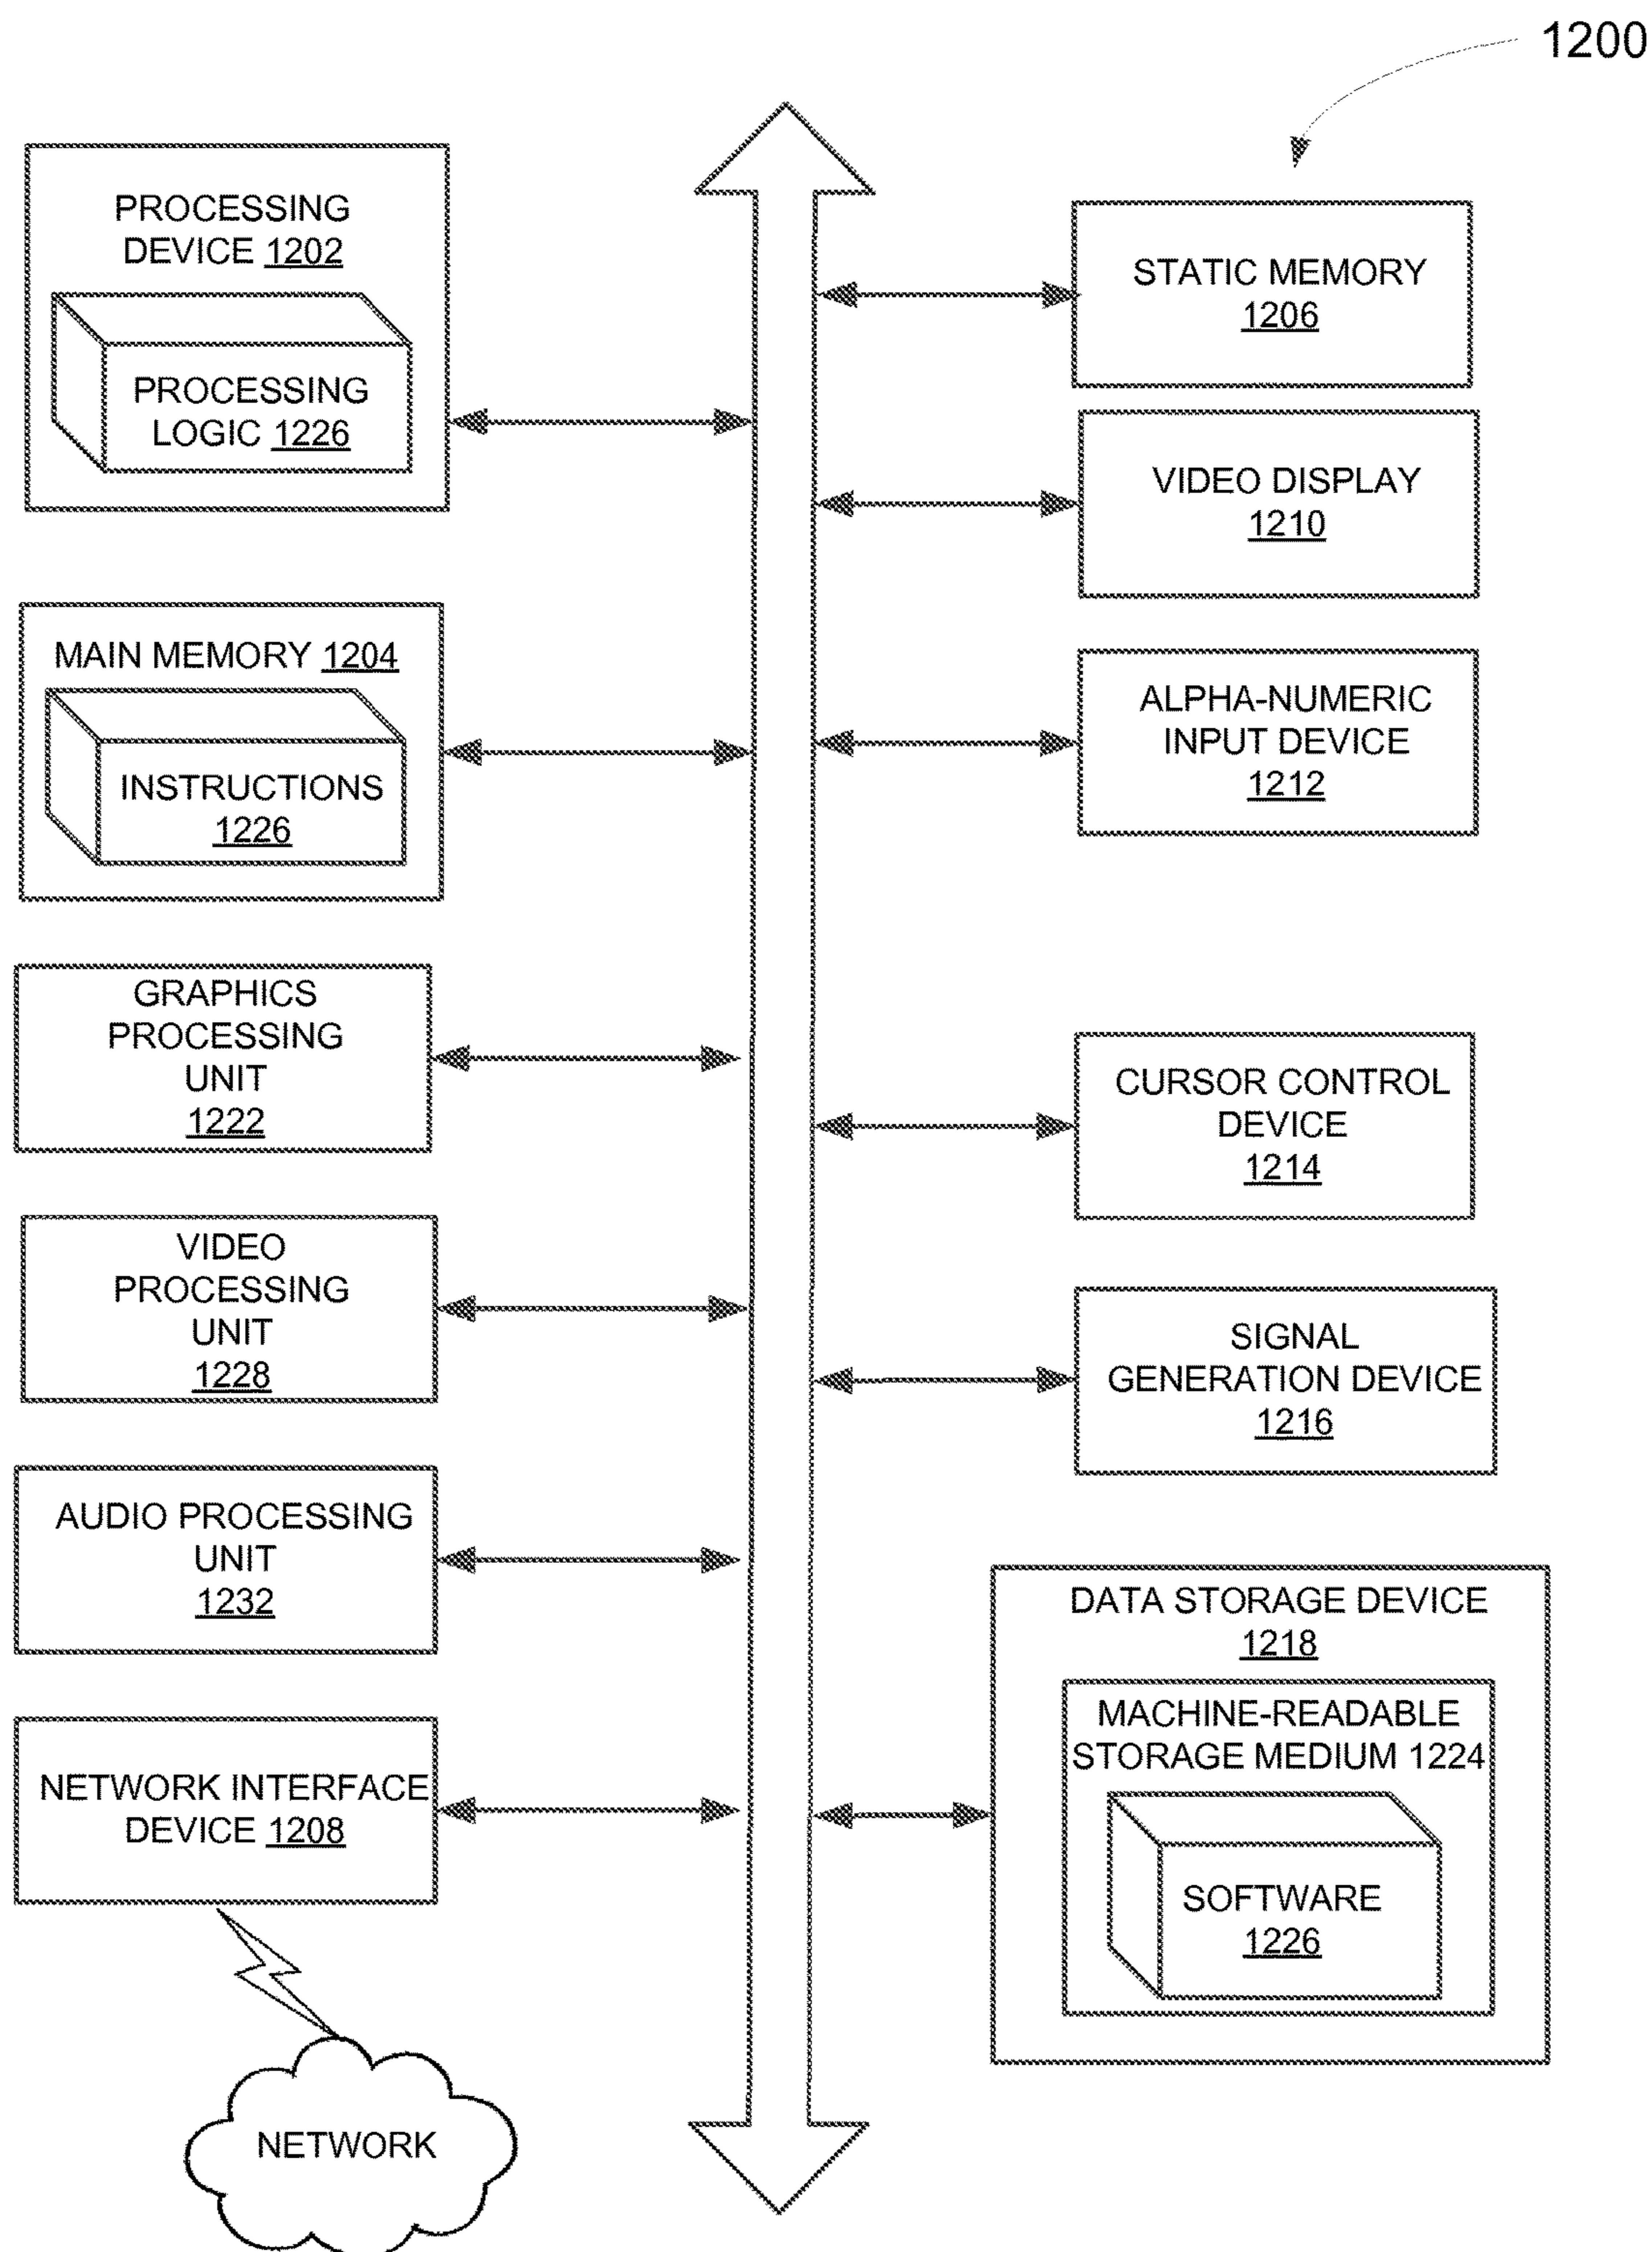 1200
PROCESSING
DEVICE 1202
PROCESSING
LOGIC 1226
MAIN MEMORY 1204
INSTRUCTIONS
1226
GRAPHICS
PROCESSING
UNIT
1222
VIDEO
PROCESSING
UNIT
1228
AUDIO PROCESSING
UNIT
1232
NETWORK INTERFACE
DEVICE 1208
NETWORK
STATIC MEMORY
1206
VIDEO DISPLAY
1210
ALPHA-NUMERIC
INPUT DEVICE
1212
CURSOR CONTROL
DEVICE
1214
SIGNAL
GENERATION DEVICE
1216
DATA STORAGE DEVICE
1218
MACHINE-READABLE
STORAGE MEDIUM 1224
SOFTWARE
1226